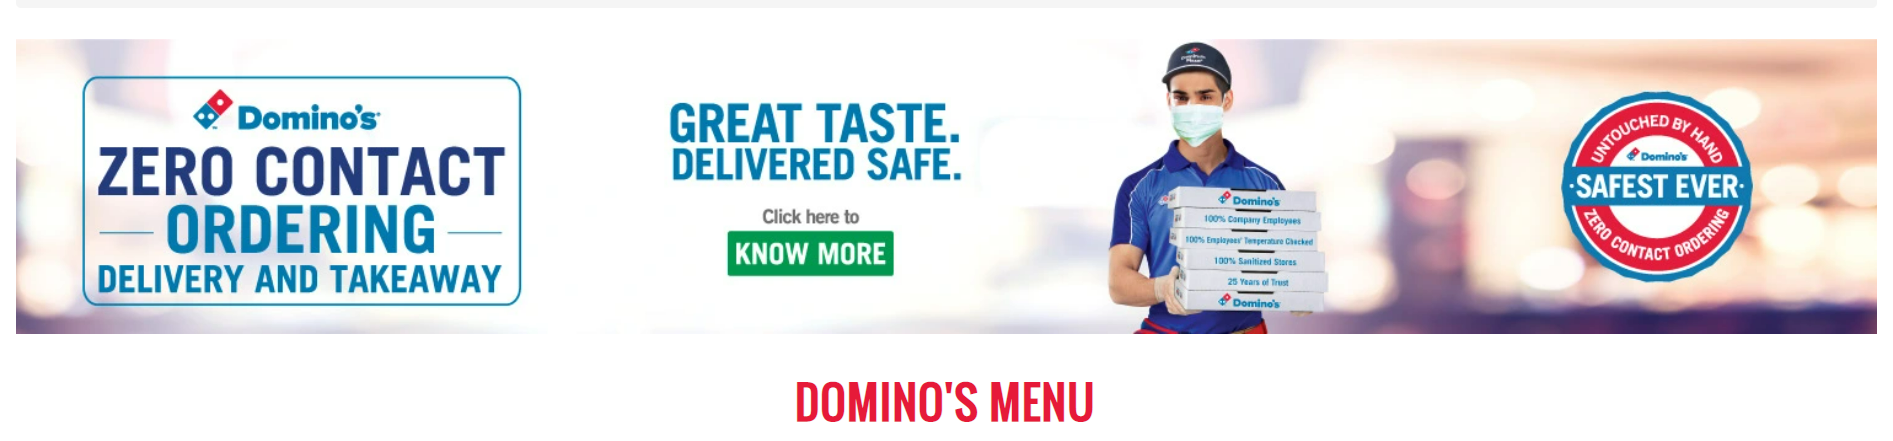 Domino's
ZERO CONTACT
ORDERING
DELIVERY AND TAKEAWAY
GREAT TASTE.
DELIVERED SAFE.
Click here to
KNOW MORE
Domino's
100% Company Employees
100% Employees' Temperature Checked
100% Sanitized Stores
25 Years of Trust
Domino's
UNTOUCHED BY HAND
Domino's
SAFEST EVER
ZERO CONTACT ORDERING
DOMINO'S MENU